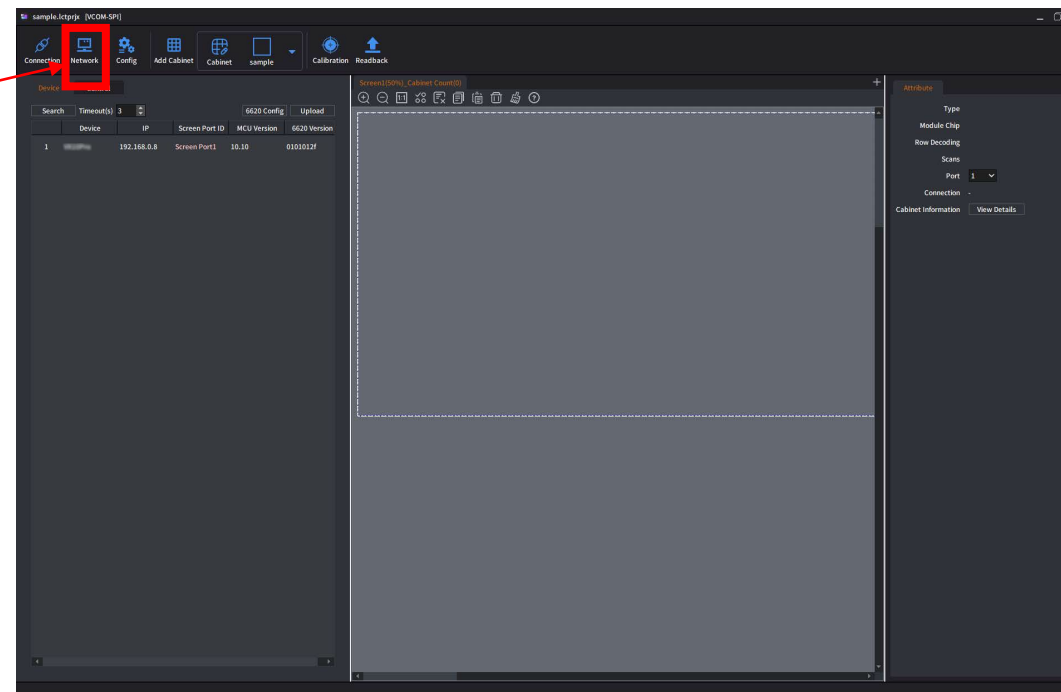 sample.lctprjx [VCOM-SPI]
Connection Network Config Add Cabinet Cabinet sample Calibration Readback
Device
Search Timeout(s) 3 6620 Config Upload
Device IP Screen Port ID MCU Version 6620 Version
1 192.168.0.8 Screen Port1 10.10 0101012f
Screen1(50%)_Cabinet Count(0)
1:1
Attribute
Type
Module Chip
Row Decoding
Scans
Port 1
Connection -
Cabinet Information View Details